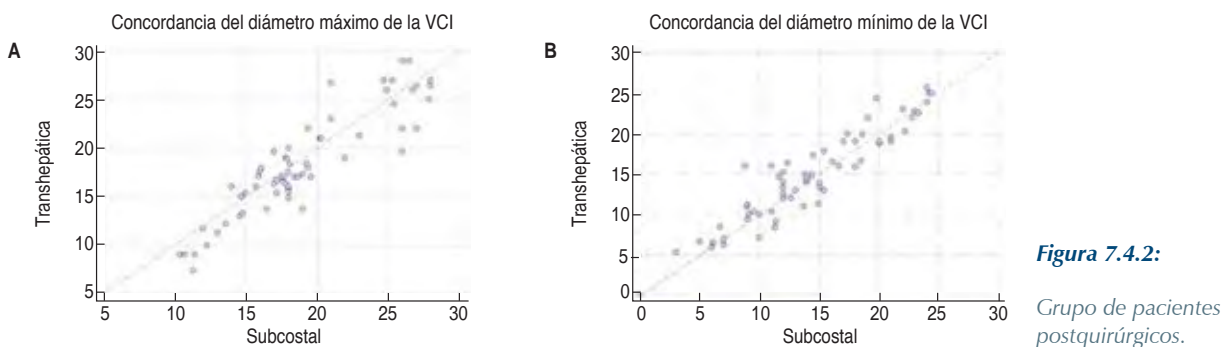 Concordancia del diámetro máximo de la VCI
A
Transhepática
30
25
20
15
10
5
5 10 15 20 25 30
Subcostal
Concordancia del diámetro mínimo de la VCI
B
Transhepática
30
25
20
15
10
5
0
0 5 10 15 20 25 30
Subcostal
Figura 7.4.2:
Grupo de pacientes
postquirúrgicos.